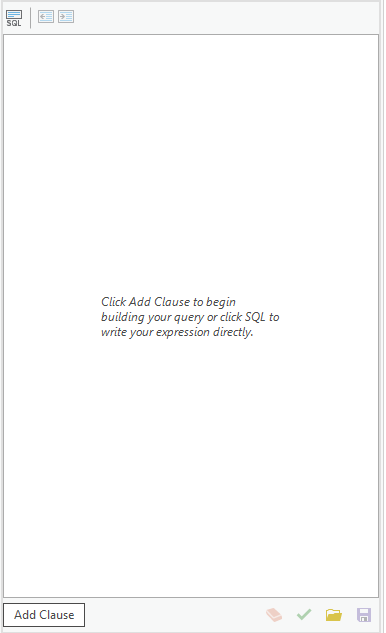 SQL
Click Add Clause to begin
building your query or click SQL to
write your expression directly.
Add Clause